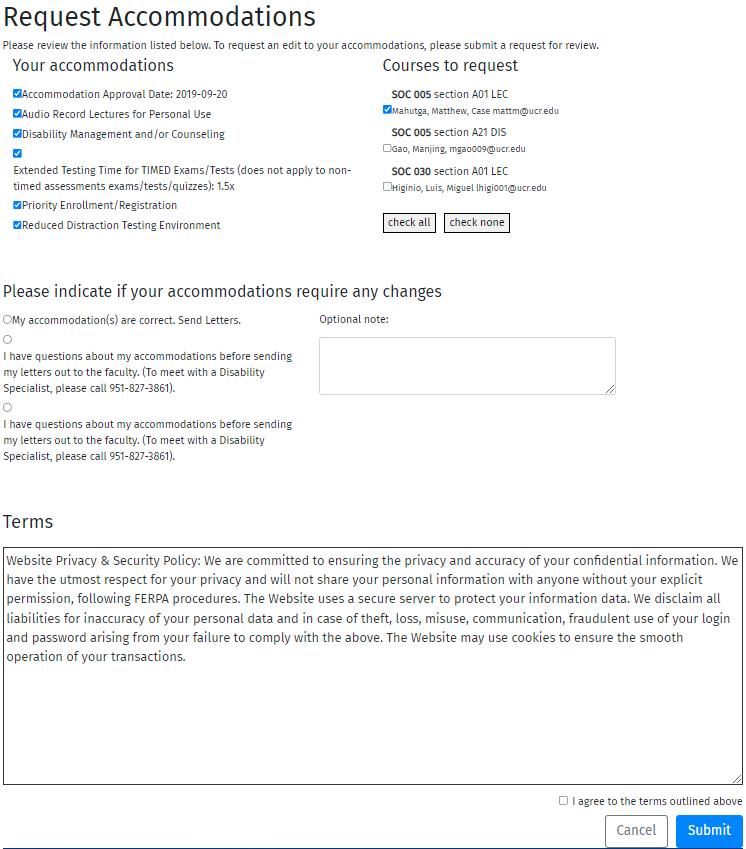 Request Accommodations
Please review the information listed below. To request an edit to your accommodations, please submit a request for review.
Your accommodations
Accommodation Approval Date: 2019-09-20
Audio Record Lectures for Personal Use
Disability Management and/or Counseling
Extended Testing Time for TIMED Exams/Tests (does not apply to non-
timed assessments exams/tests/quizzes): 1.5x
Priority Enrollment/Registration
Reduced Distraction Testing Environment
Courses to request
SOC 005 section A01 LEC
Mahutga, Matthew, Case mattm@ucr.edu
SOC 005 section A21 DIS
Gao, Manjing, mgao009@ucr.edu
SOC 030 section A01 LEC
Higinio, Luis, Miguel lhigi001@ucr.edu
check all check none
Please indicate if your accommodations require any changes
My accommodation(s) are correct. Send Letters.
I have questions about my accommodations before sending
my letters out to the faculty. (To meet with a Disability
Specialist, please call 951-827-3861).
I have questions about my accommodations before sending
my letters out to the faculty. (To meet with a Disability
Specialist, please call 951-827-3861).
Optional note:
Terms
Website Privacy & Security Policy: We are committed to ensuring the privacy and accuracy of your confidential information. We
have the utmost respect for your privacy and will not share your personal information with anyone without your explicit
permission, following FERPA procedures. The Website uses a secure server to protect your information data. We disclaim all
liabilities for inaccuracy of your personal data and in case of theft, loss, misuse, communication, fraudulent use of your login
and password arising from your failure to comply with the above. The Website may use cookies to ensure the smooth
operation of your transactions.
I agree to the terms outlined above
Cancel Submit